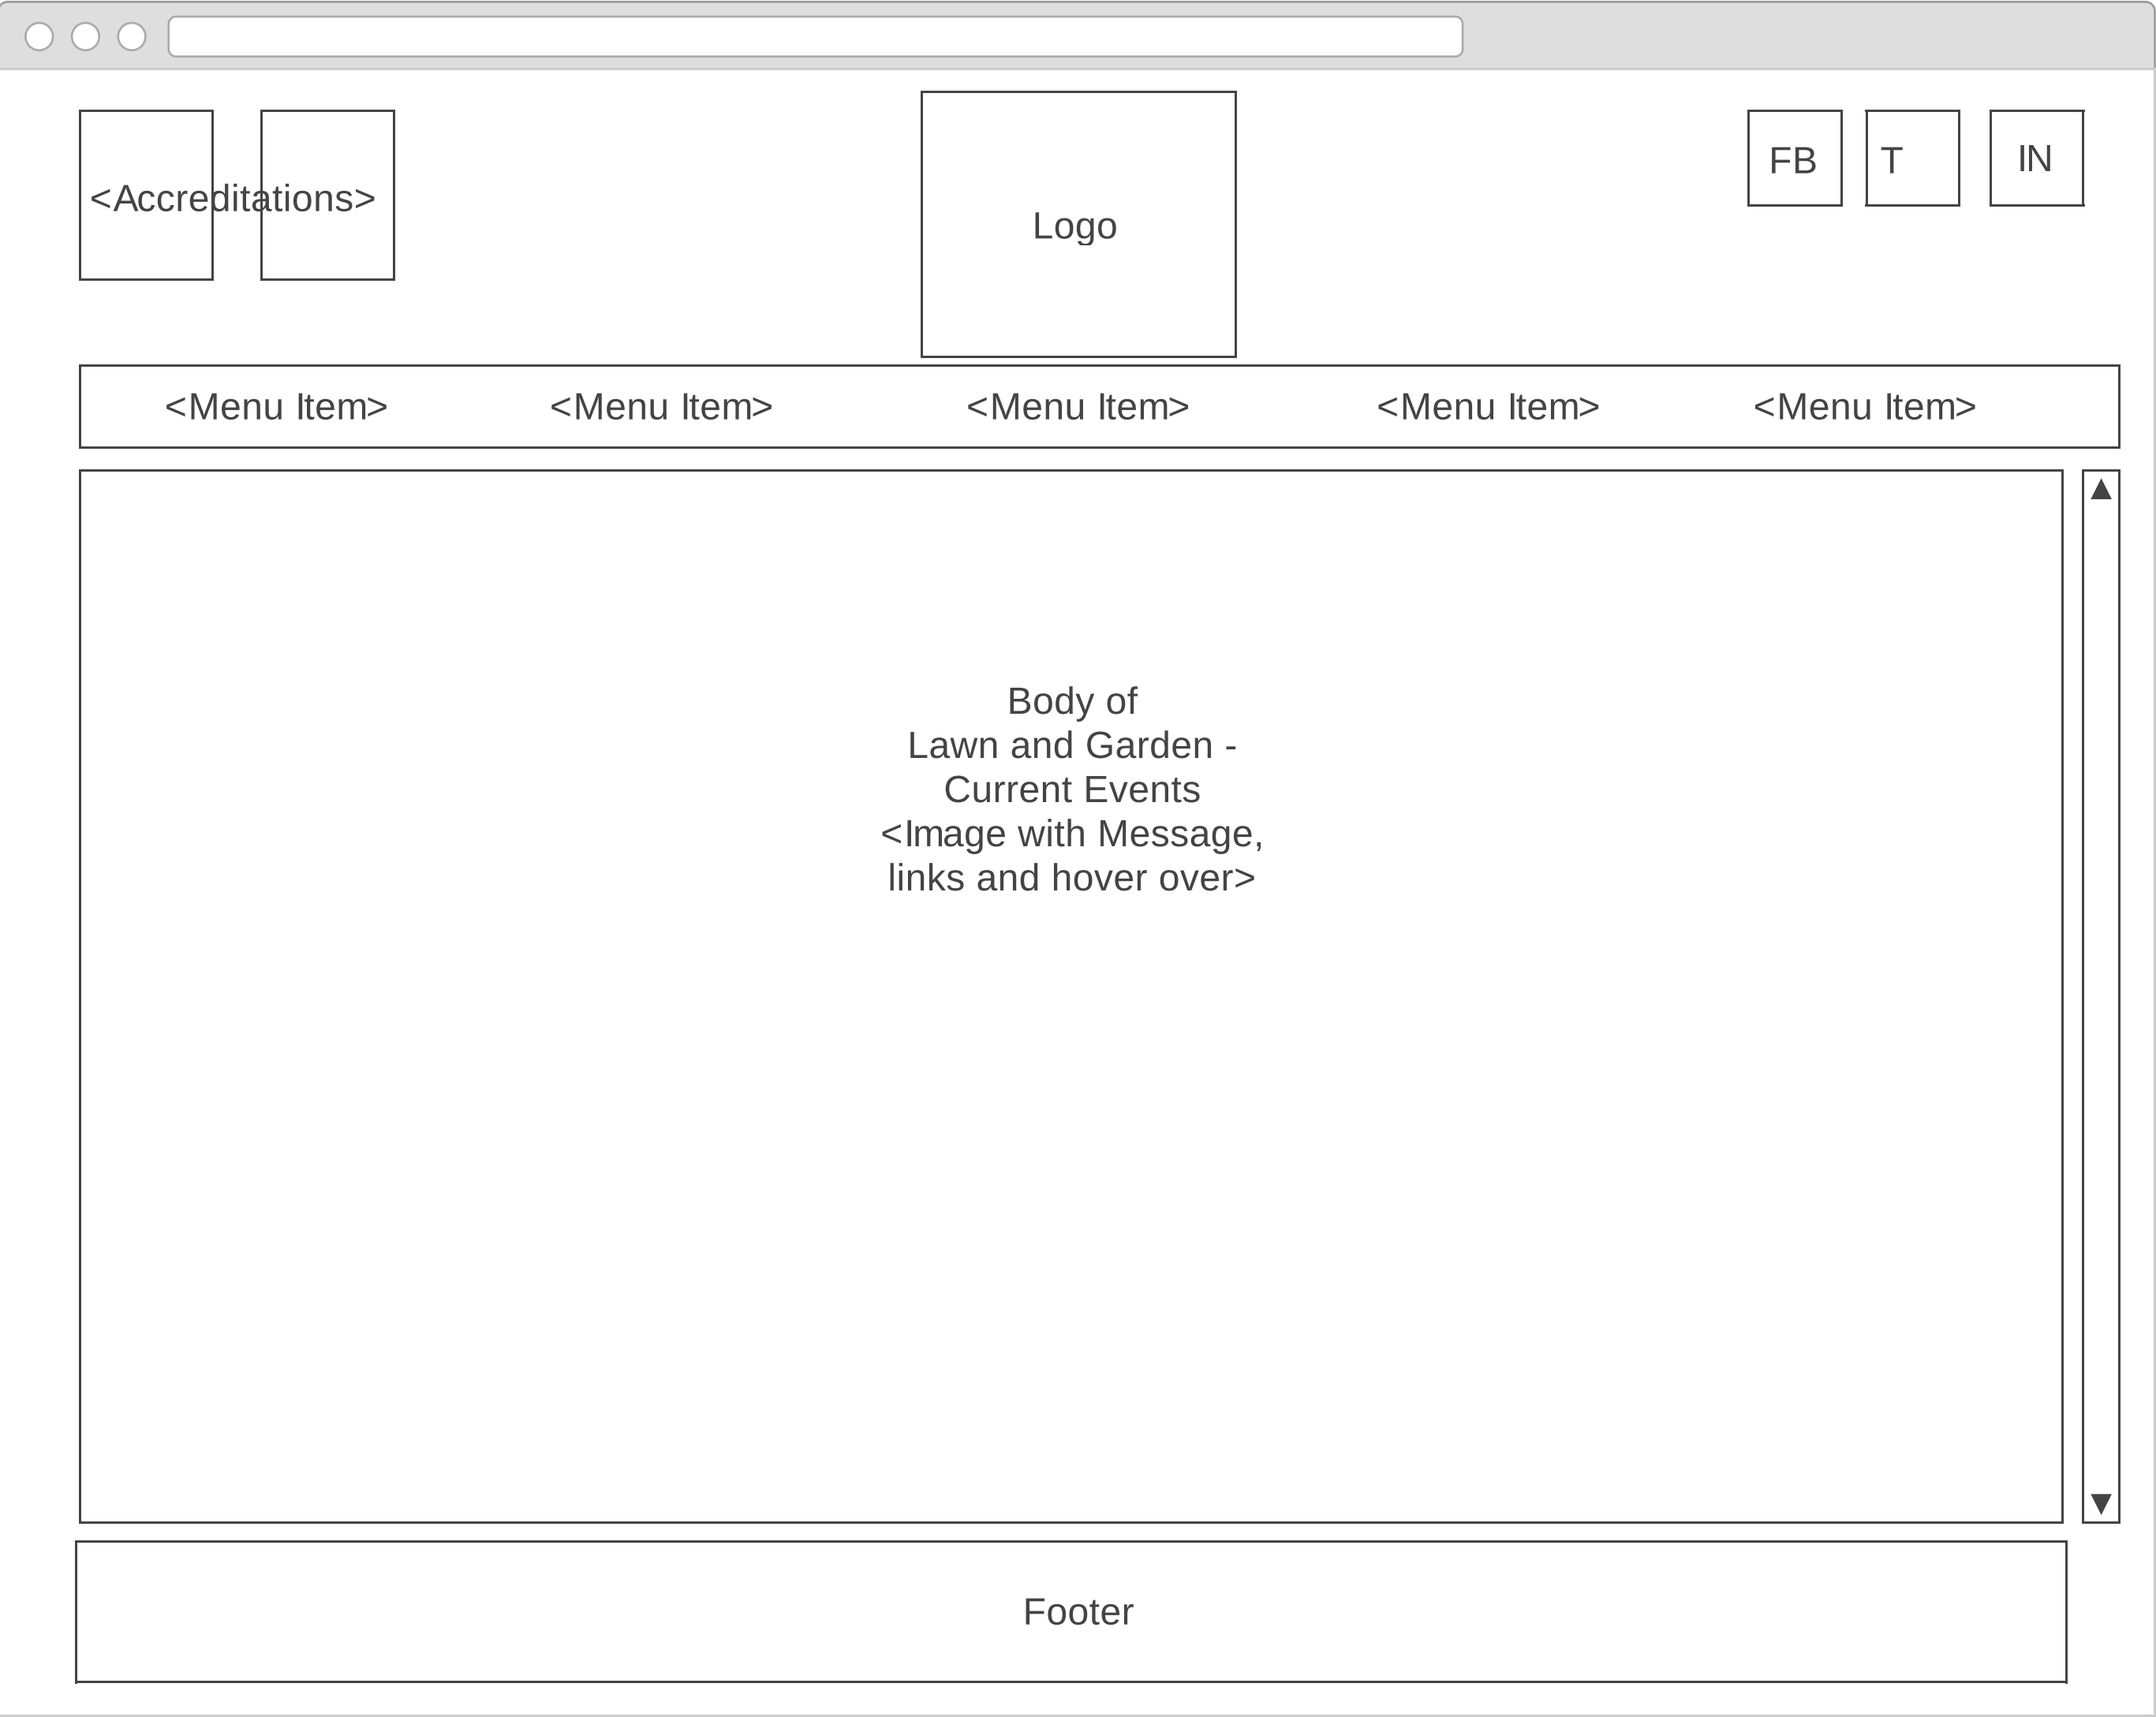 <Accreditations>
Logo
FB
T
IN
<Menu Item>
<Menu Item>
<Menu Item>
<Menu Item>
<Menu Item>
Body of
Lawn and Garden -
Current Events
<Image with Message,
links and hover over>
Footer